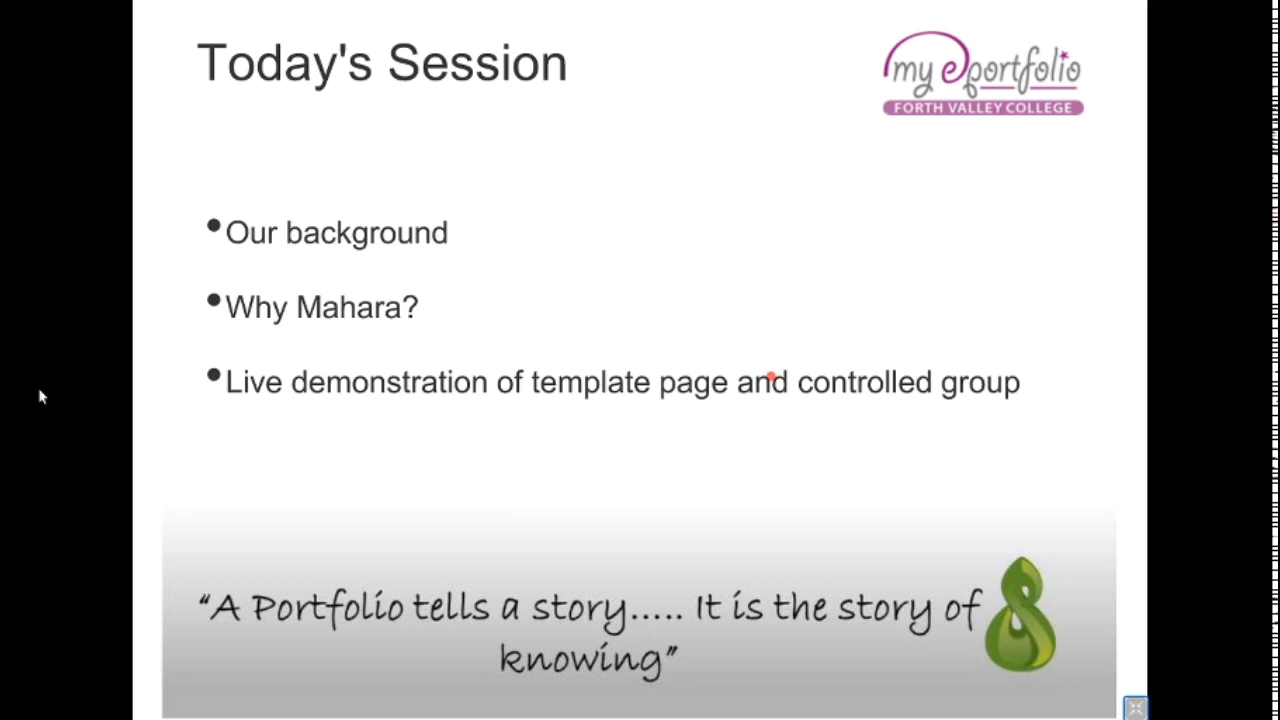 Today's Session
my eportfolio
FORTH VALLEY COLLEGE
•Our background
•Why Mahara?
•Live demonstration of template page and controlled group
“A Portfolio tells a story..... It is the story of
knowing”